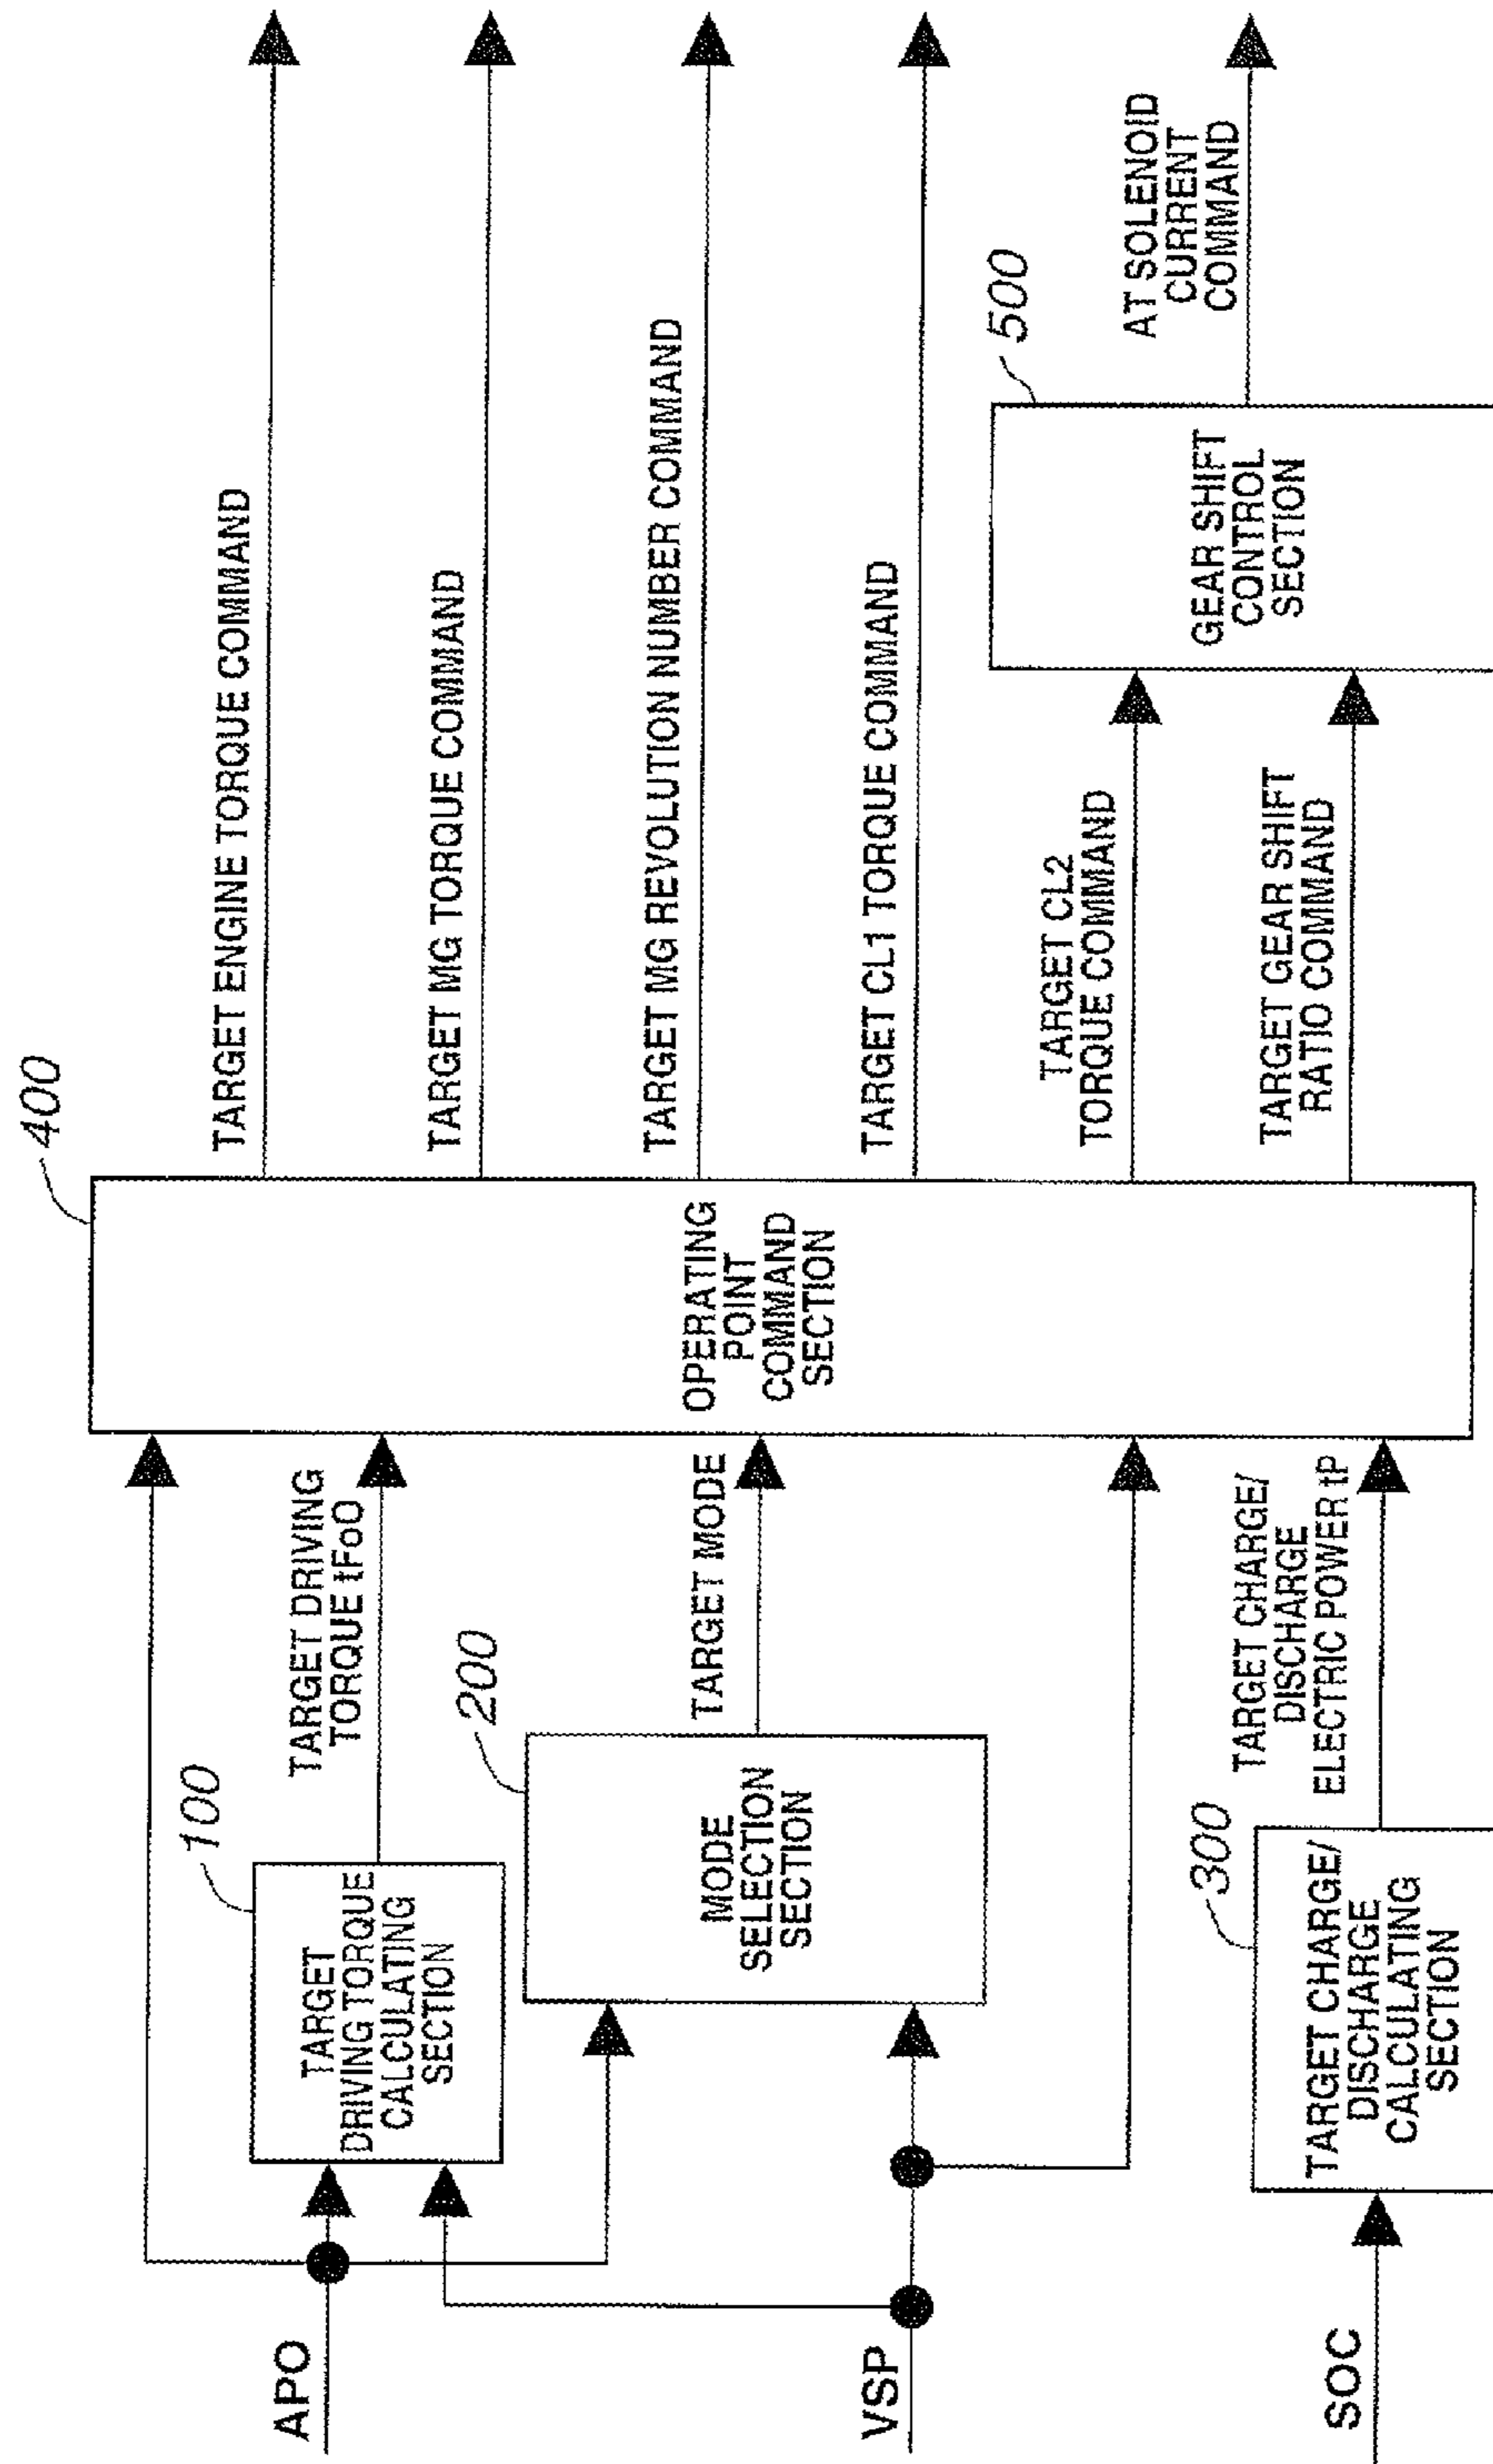 APO
VSP
SOC
100
TARGET
DRIVING TORQUE
CALCULATING
SECTION
200
MODE
SELECTION
SECTION
300
TARGET CHARGE/
DISCHARGE
CALCULATING
SECTION
TARGET DRIVING
TORQUE tFoO
TARGET MODE
TARGET CHARGE/
DISCHARGE
ELECTRIC POWER tP
400
OPERATING
POINT
COMMAND
SECTION
TARGET ENGINE TORQUE COMMAND
TARGET MG TORQUE COMMAND
TARGET MG REVOLUTION NUMBER COMMAND
TARGET CL1 TORQUE COMMAND
TARGET CL2
TORQUE COMMAND
TARGET GEAR SHIFT
RATIO COMMAND
500
GEAR SHIFT
CONTROL
SECTION
AT SOLENOID
CURRENT
COMMAND